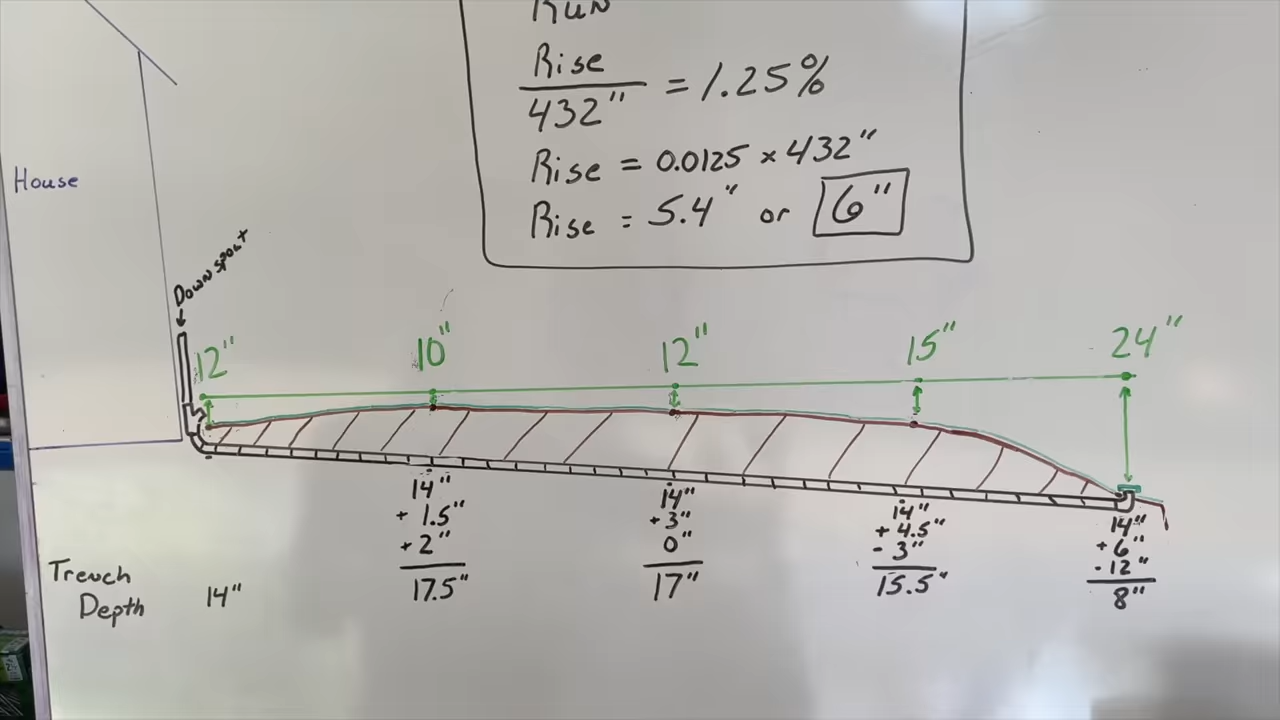 Run
Rise
432" = 1.25%
Rise = 0.0125 x 432"
Rise = 5.4" or 6"
House
Downspout
12" 10" 12" 15" 24"
14" 14" 14" 14"
+ 1.5" + 3" + 4.5" + 6"
+ 2" 0" - 3" - 12"
17.5" 17" 15.5" 8"
Trench
Depth 14"